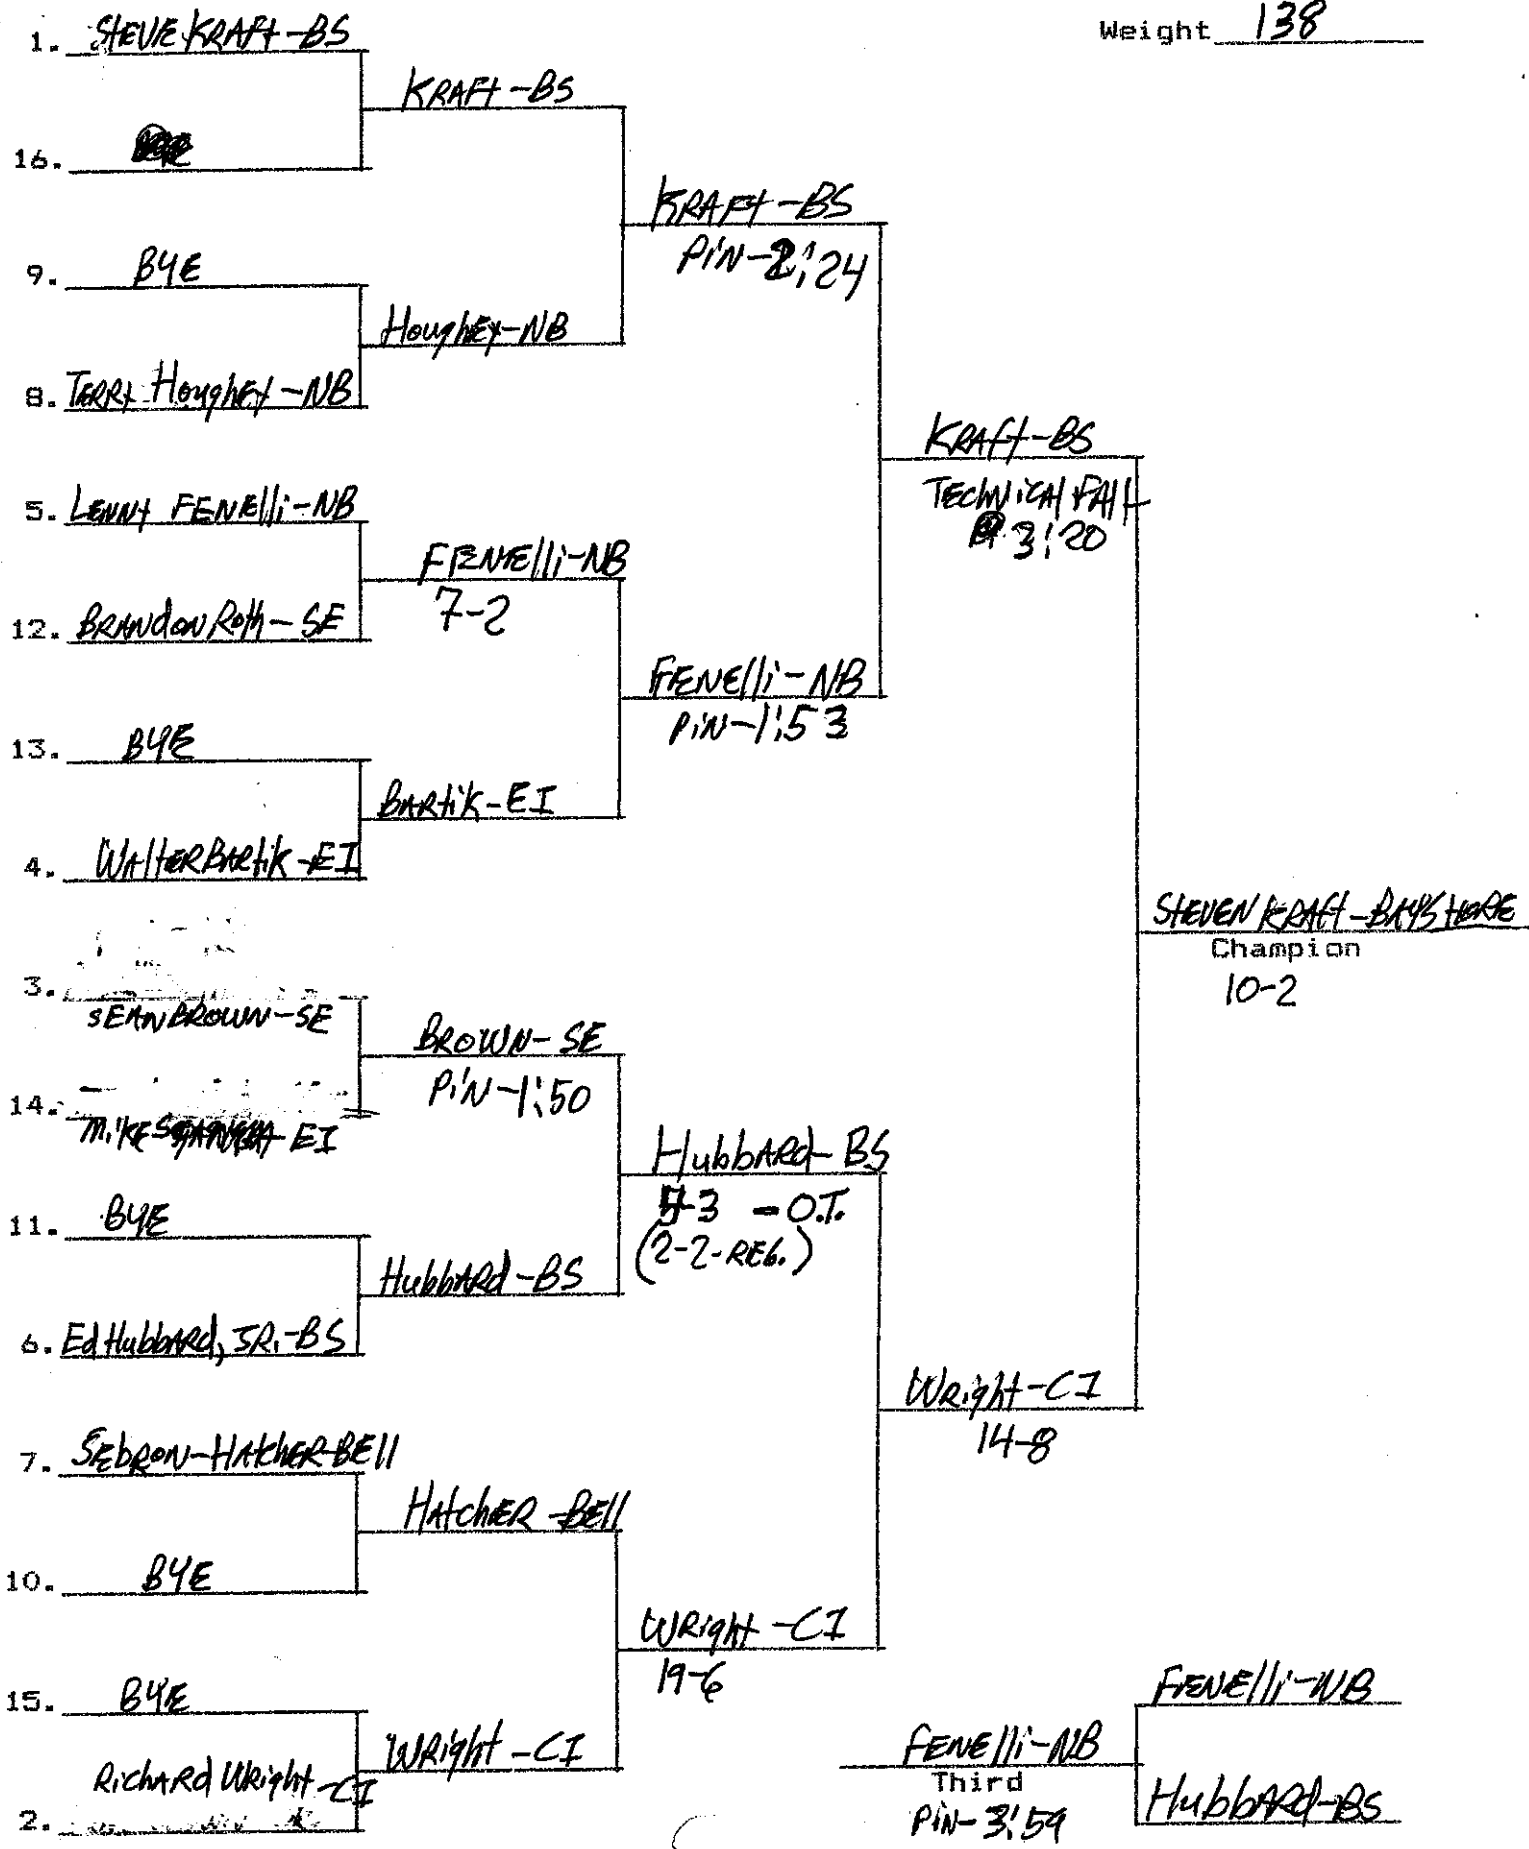 Weight 138
1. STEVE KRAFT-BS
KRAFT-BS
16.
KRAFT-BS
PIN-2:24
9. BYE
Houghey-NB
8. TERRY Houghey-NB
KRAFT-BS
TECHNICAL FALL
3:20
5. LENNY FENElli-NB
FENElli-NB
7-2
12. BRANDON Roth-SE
FENElli-NB
PIN-1:53
13. BYE
BARTIK-EI
4. WALTER BARTIK-EI
STEVEN KRAFT-BAYSHORE
Champion
10-2
3. SEAN BROWN-SE
BROWN-SE
PIN-1:50
14. MIKE EI
Hubbard-BS
-3 - O.T.
(2-2-REG.)
11. BYE
Hubbard-BS
6. Ed Hubbard, JR.-BS
Wright-CI
14-8
7. SEBRON-HATCHER-BEll
HATCHER-BEll
10. BYE
Wright-CI
19-6
15. BYE
Wright-CI
2. Richard Wright-CI
FENElli-NB
FENElli-NB
Third
PIN-3:59
Hubbard-BS